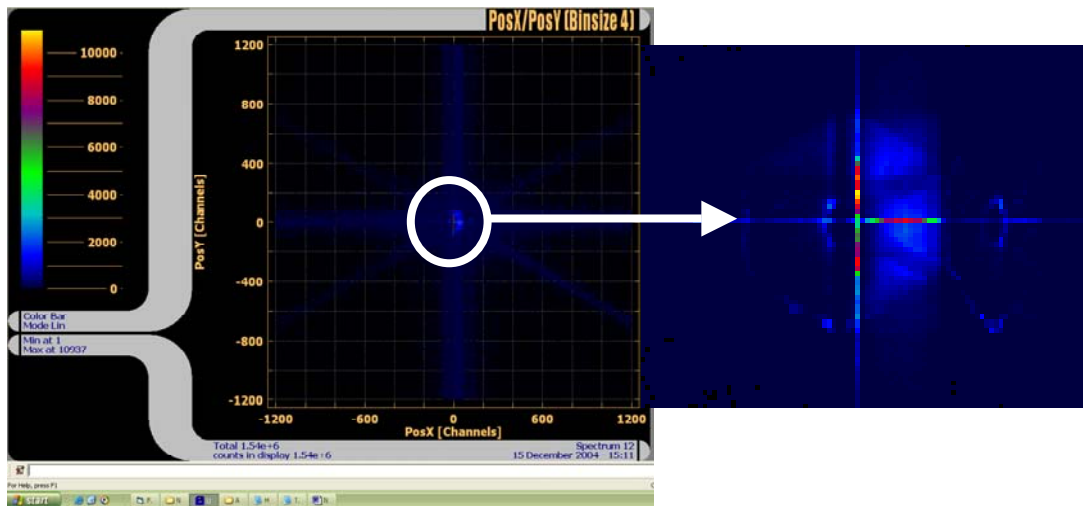 PosX/PosY (Binsize 4)
10000
8000
6000
4000
2000
0
Color Bar
Mode Lin
Min at 1
Max at 10937
1200
800
400
0
-400
-800
-1200
PosY [Channels]
-1200 -600 0 600 1200
PosX [Channels]
Total 1.54e+6
counts in display 1.54e+6
Spectrum 12
15 December 2004 15:11
For Help, press F1
start